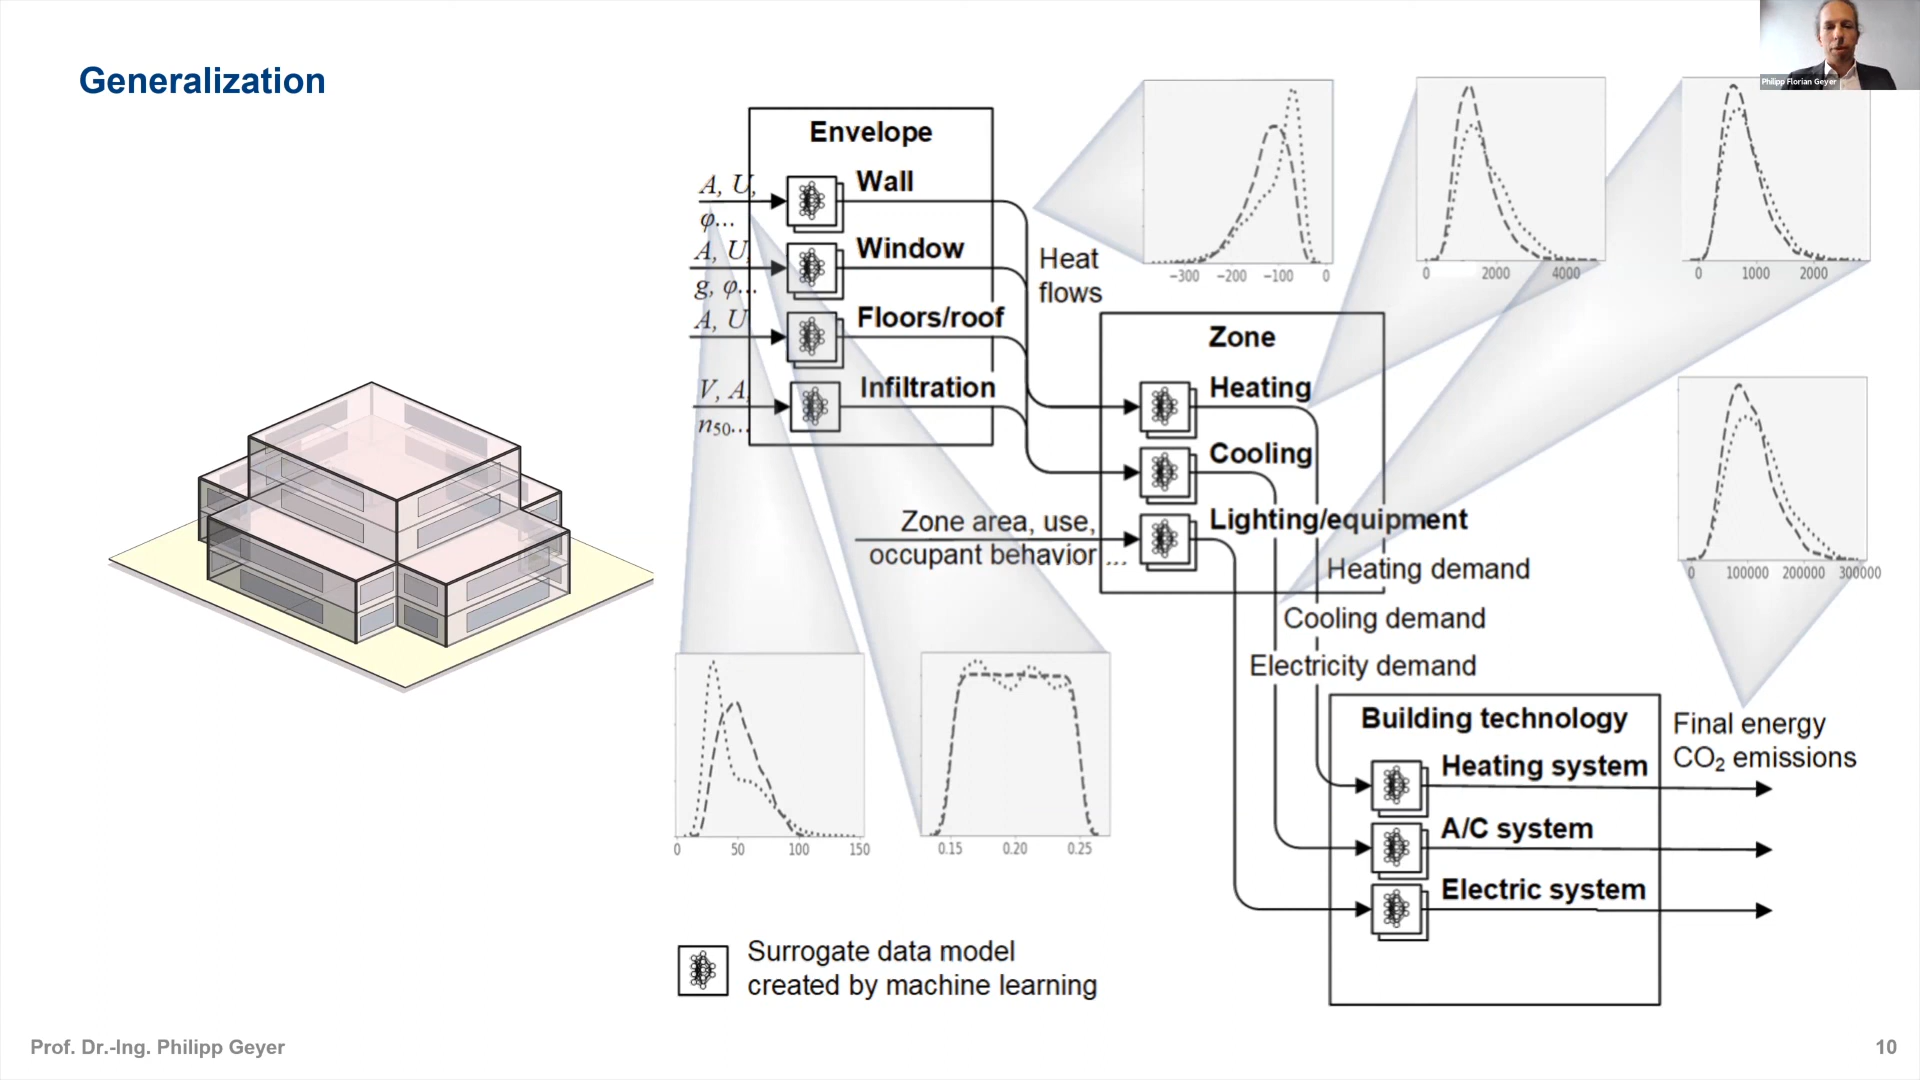 Generalization
Philipp Florian Geyer
Envelope
A, U,
φ...
Wall
A, U,
g, φ...
Window
A, U
Floors/roof
V, A,
n50...
Infiltration
Heat
flows
−300 −200 −100 0
0 2000 4000
0 1000 2000
Zone
Heating
Cooling
Lighting/equipment
Zone area, use,
occupant behavior ...
Heating demand
Cooling demand
Electricity demand
0 100000 200000 300000
0 50 100 150
0.15 0.20 0.25
Building technology
Heating system
A/C system
Electric system
Final energy
CO₂ emissions
Surrogate data model
created by machine learning
Prof. Dr.-Ing. Philipp Geyer
10